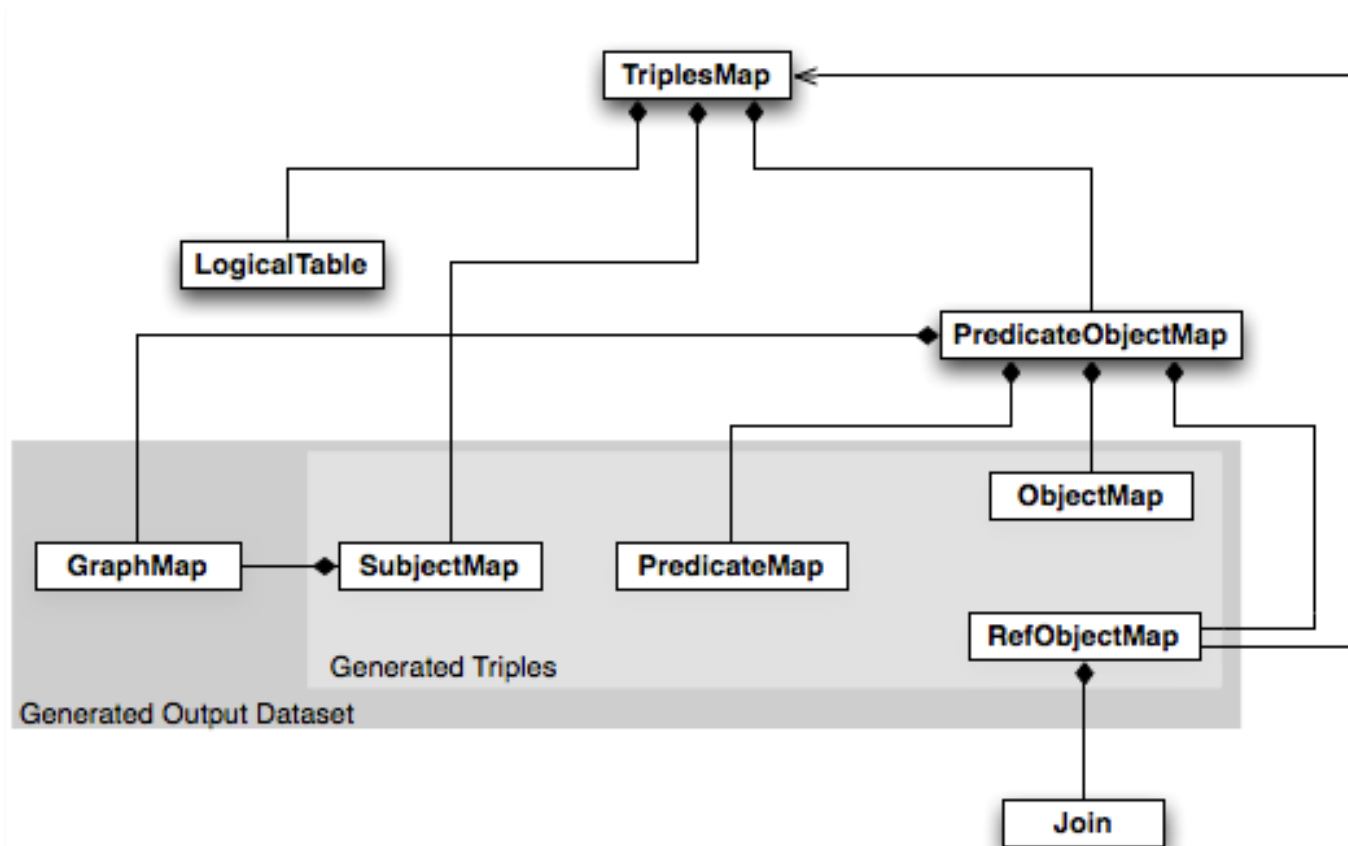 TriplesMap
LogicalTable
PredicateObjectMap
ObjectMap
GraphMap
SubjectMap
PredicateMap
RefObjectMap
Generated Triples
Generated Output Dataset
Join